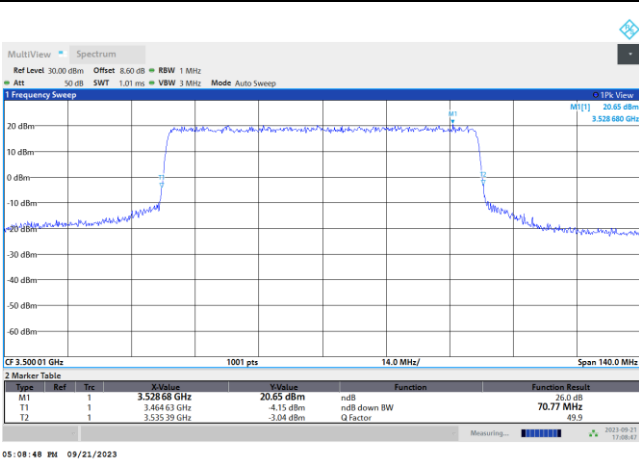 MultiView Spectrum
Ref Level 30.00 dBm Offset 8.60 dB RBW 1 MHz
Att 50 dB SWT 1.01 ms VBW 3 MHz Mode Auto Sweep
1 Frequency Sweep 1Pk View
M1[1] 20.65 dBm
3.528 680 GHz
M1
20 dBm
10 dBm
0 dBm
T1
T2
-10 dBm
-20 dBm
-30 dBm
-40 dBm
-50 dBm
-60 dBm
CF 3.500 01 GHz 1001 pts 14.0 MHz/ Span 140.0 MHz
2 Marker Table
Type Ref Trc X-Value Y-Value Function Function Result
M1 1 3.528 68 GHz 20.65 dBm ndB 26.0 dB
T1 1 3.464 63 GHz -4.15 dBm ndB down BW 70.77 MHz
T2 1 3.535 39 GHz -3.04 dBm Q Factor 49.9
Measuring... 2023-09-21
17:08:47
05:08:48 PM 09/21/2023